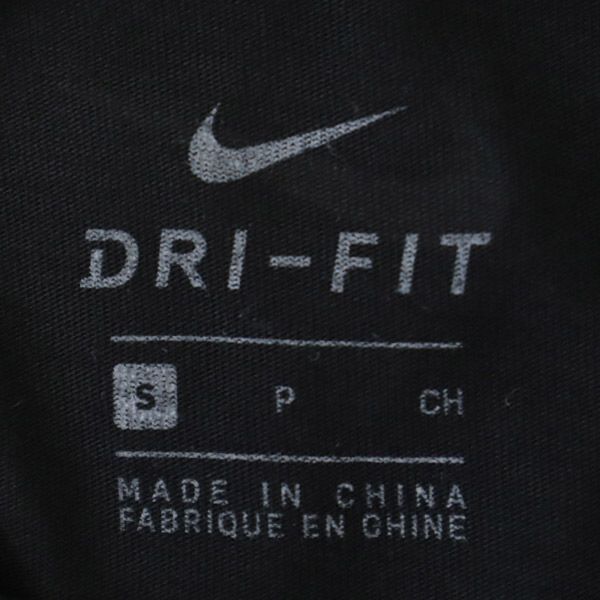 DRI-FIT
S P CH
MADE IN CHINA
FABRIQUE EN CHINE